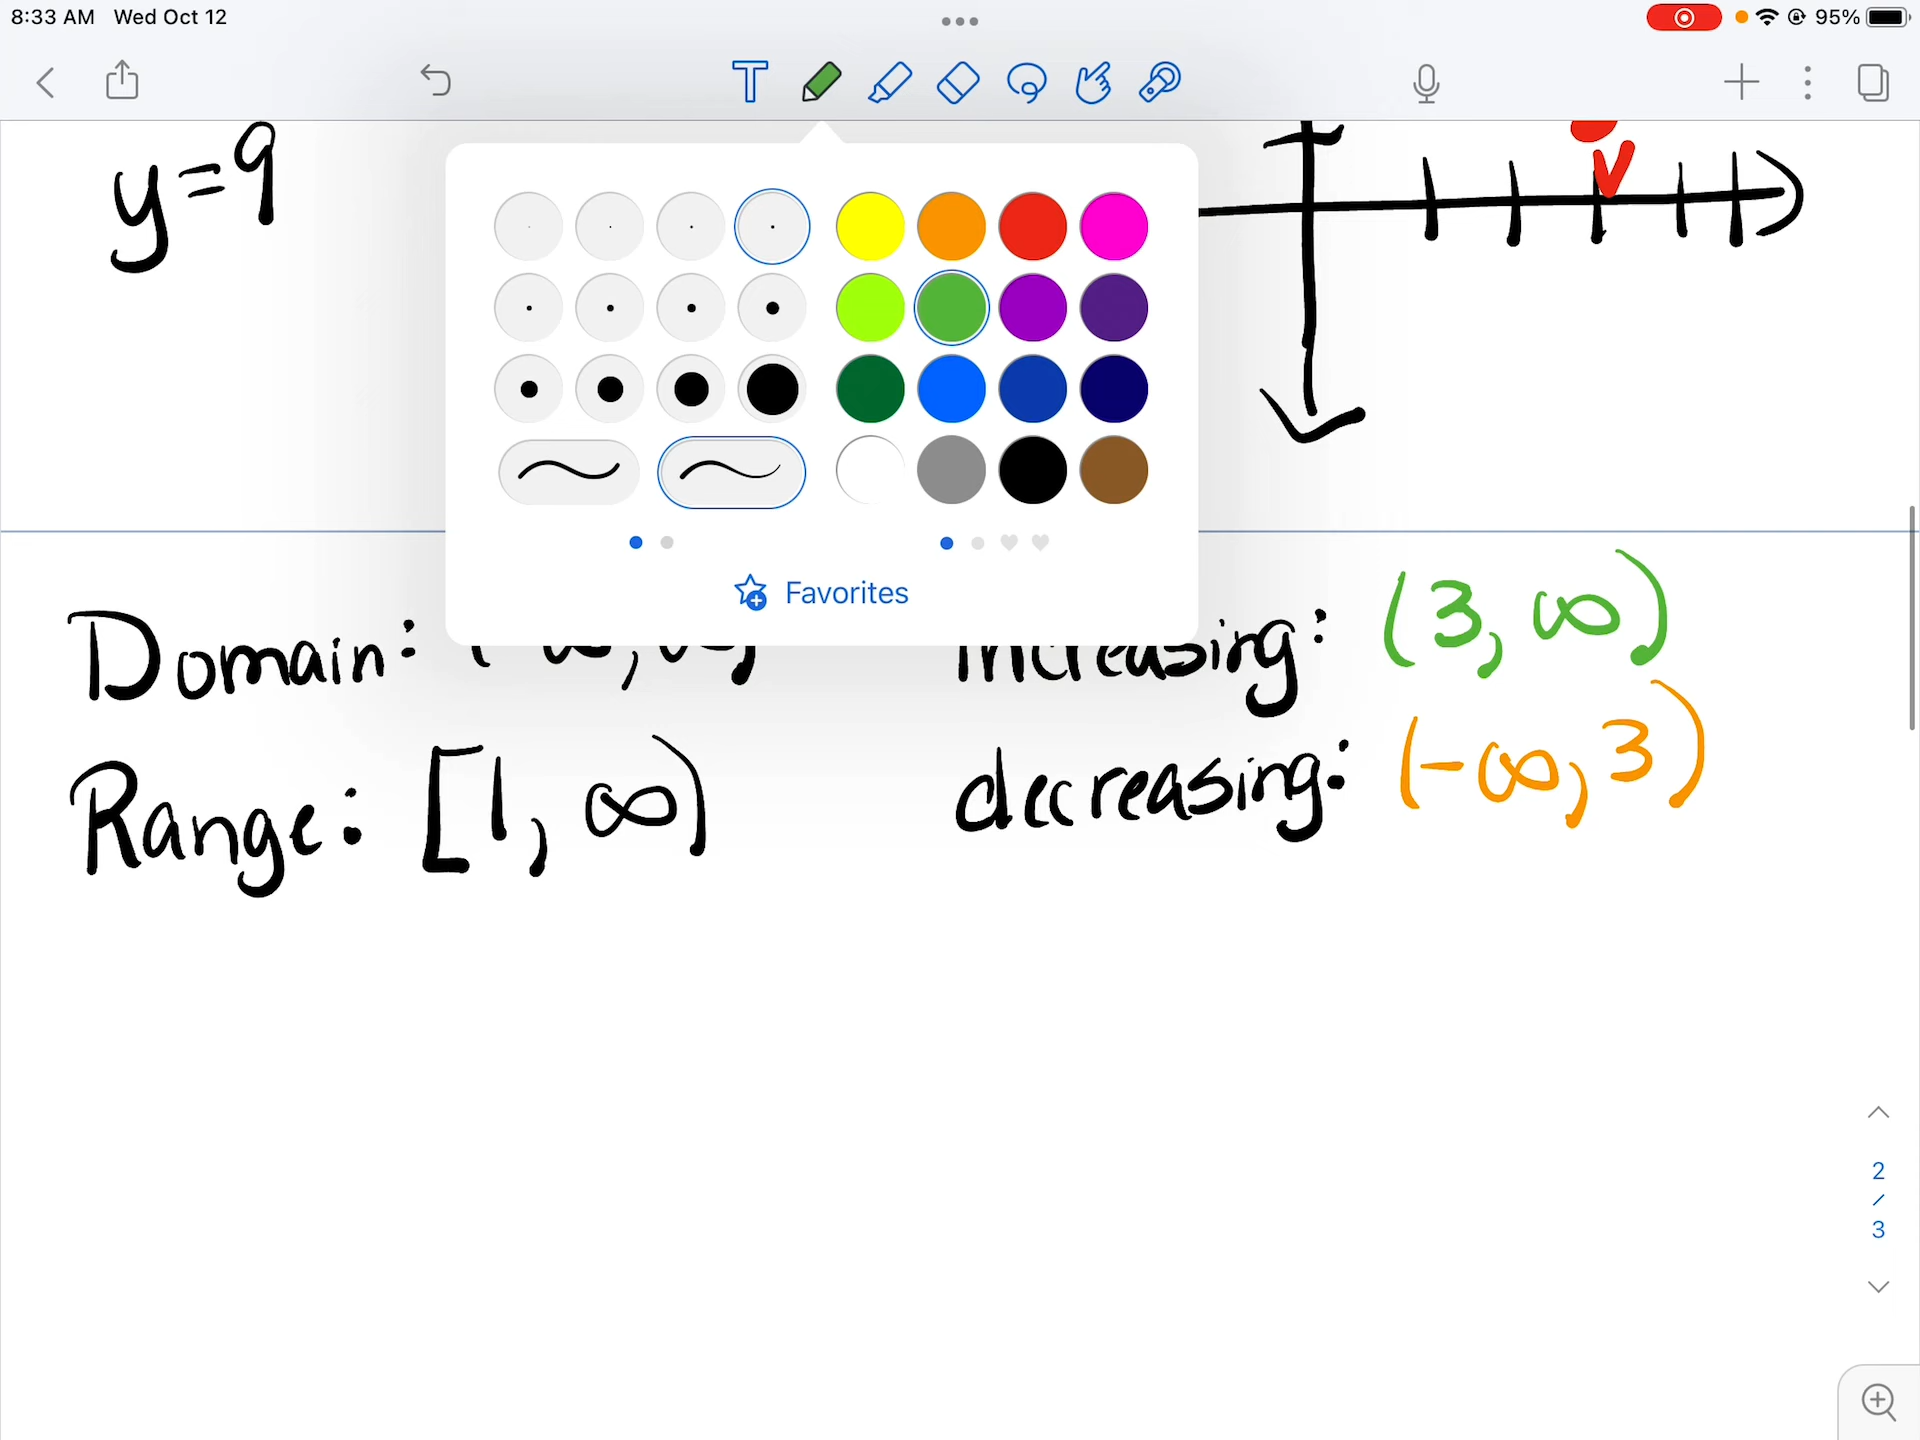 8:33 AM Wed Oct 12
95%
T
y=9
V
Favorites
Domain: (-∞, ∞)
increasing: (3, ∞)
Range: [1, ∞)
decreasing: (-∞, 3)
2
/
3